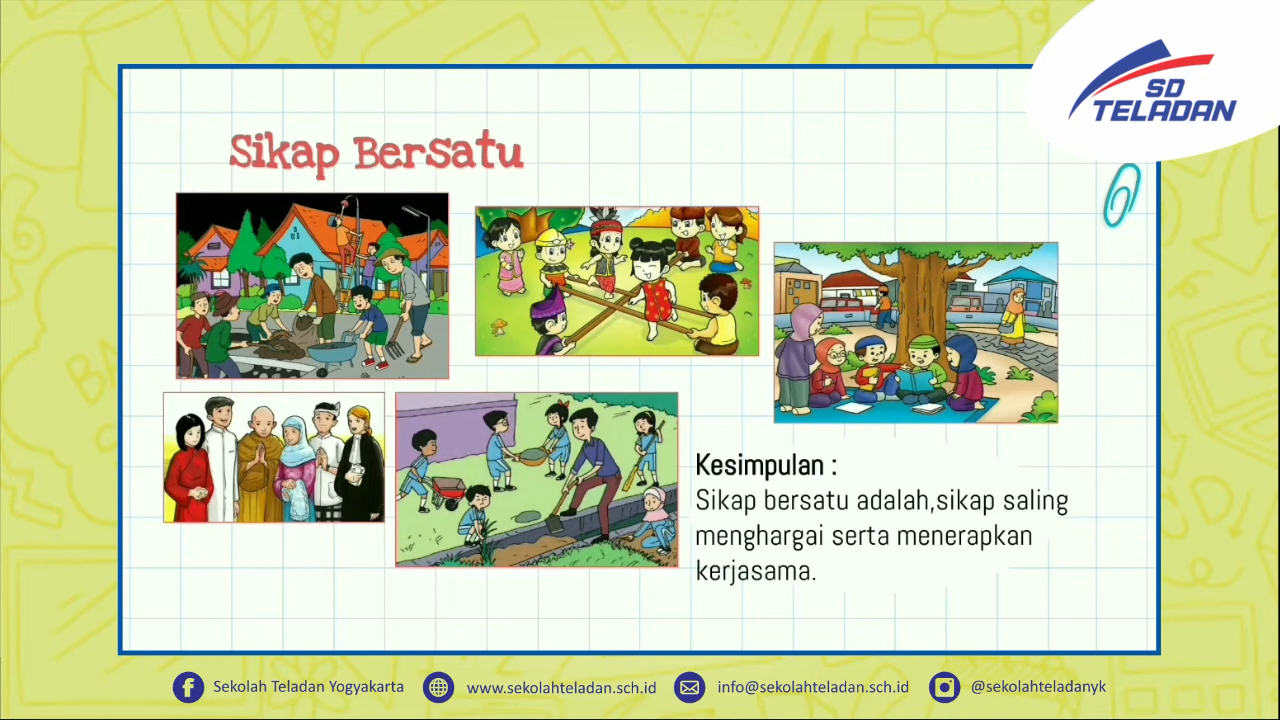 SD
TELADAN
Sikap Bersatu
Kesimpulan :
Sikap bersatu adalah,sikap saling
menghargai serta menerapkan
kerjasama.
Sekolah Teladan Yogyakarta
www.sekolahteladan.sch.id
info@sekolahteladan.sch.id
@sekolahteladanyk